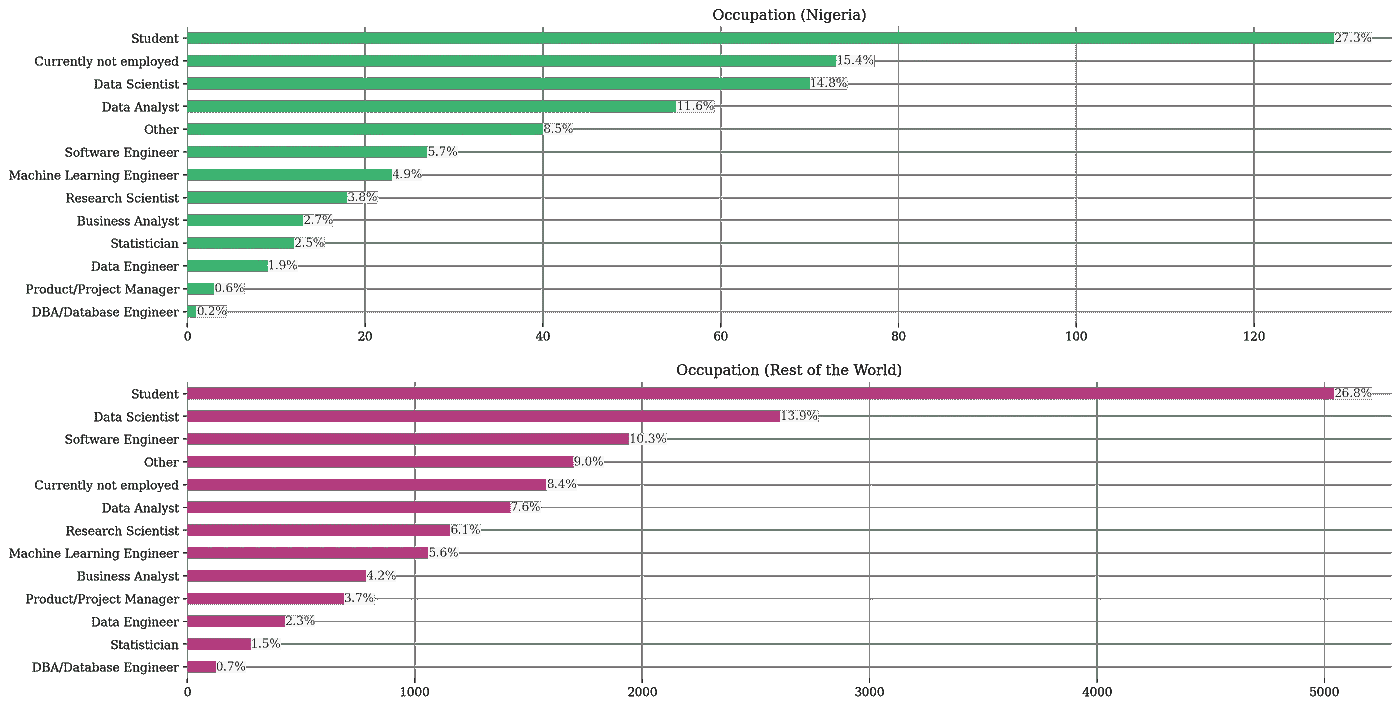 Occupation (Nigeria)
Student 27.3%
Currently not employed 15.4%
Data Scientist 14.8%
Data Analyst 11.6%
Other 8.5%
Software Engineer 5.7%
Machine Learning Engineer 4.9%
Research Scientist 3.8%
Business Analyst 2.7%
Statistician 2.5%
Data Engineer 1.9%
Product/Project Manager 0.6%
DBA/Database Engineer 0.2%
0 20 40 60 80 100 120
Occupation (Rest of the World)
Student 26.8%
Data Scientist 13.9%
Software Engineer 10.3%
Other 9.0%
Currently not employed 8.4%
Data Analyst 7.6%
Research Scientist 6.1%
Machine Learning Engineer 5.6%
Business Analyst 4.2%
Product/Project Manager 3.7%
Data Engineer 2.3%
Statistician 1.5%
DBA/Database Engineer 0.7%
0 1000 2000 3000 4000 5000